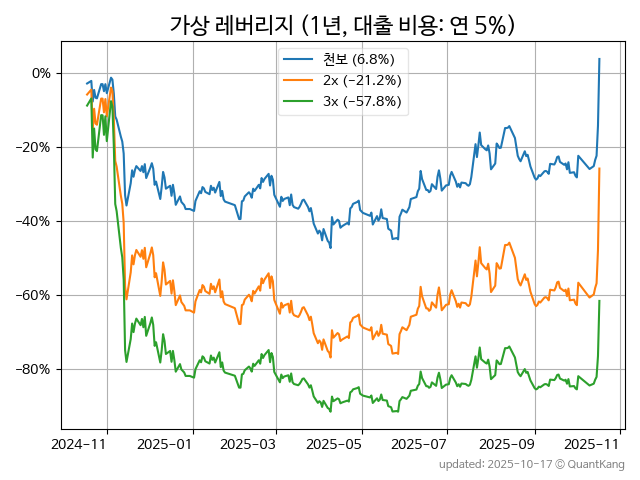 가상 레버리지 (1년, 대출 비용: 연 5%)
천보 (6.8%)
2x (−21.2%)
3x (−57.8%)
0%
−20%
−40%
−60%
−80%
2024-11
2025-01
2025-03
2025-05
2025-07
2025-09
2025-11
updated: 2025-10-17 © QuantKang